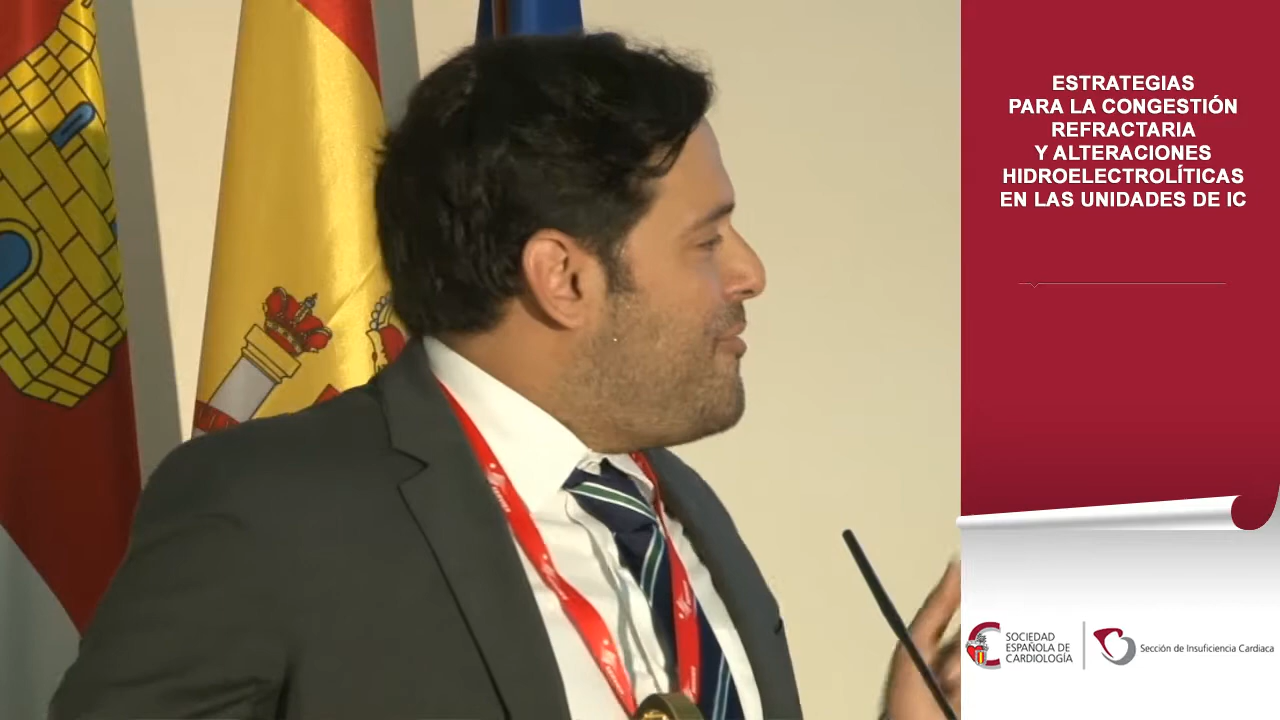 ESTRATEGIAS
PARA LA CONGESTIÓN
REFRACTARIA
Y ALTERACIONES
HIDROELECTROLÍTICAS
EN LAS UNIDADES DE IC
SOCIEDAD
ESPAÑOLA DE
CARDIOLOGÍA
Sección de Insuficiencia Cardiaca